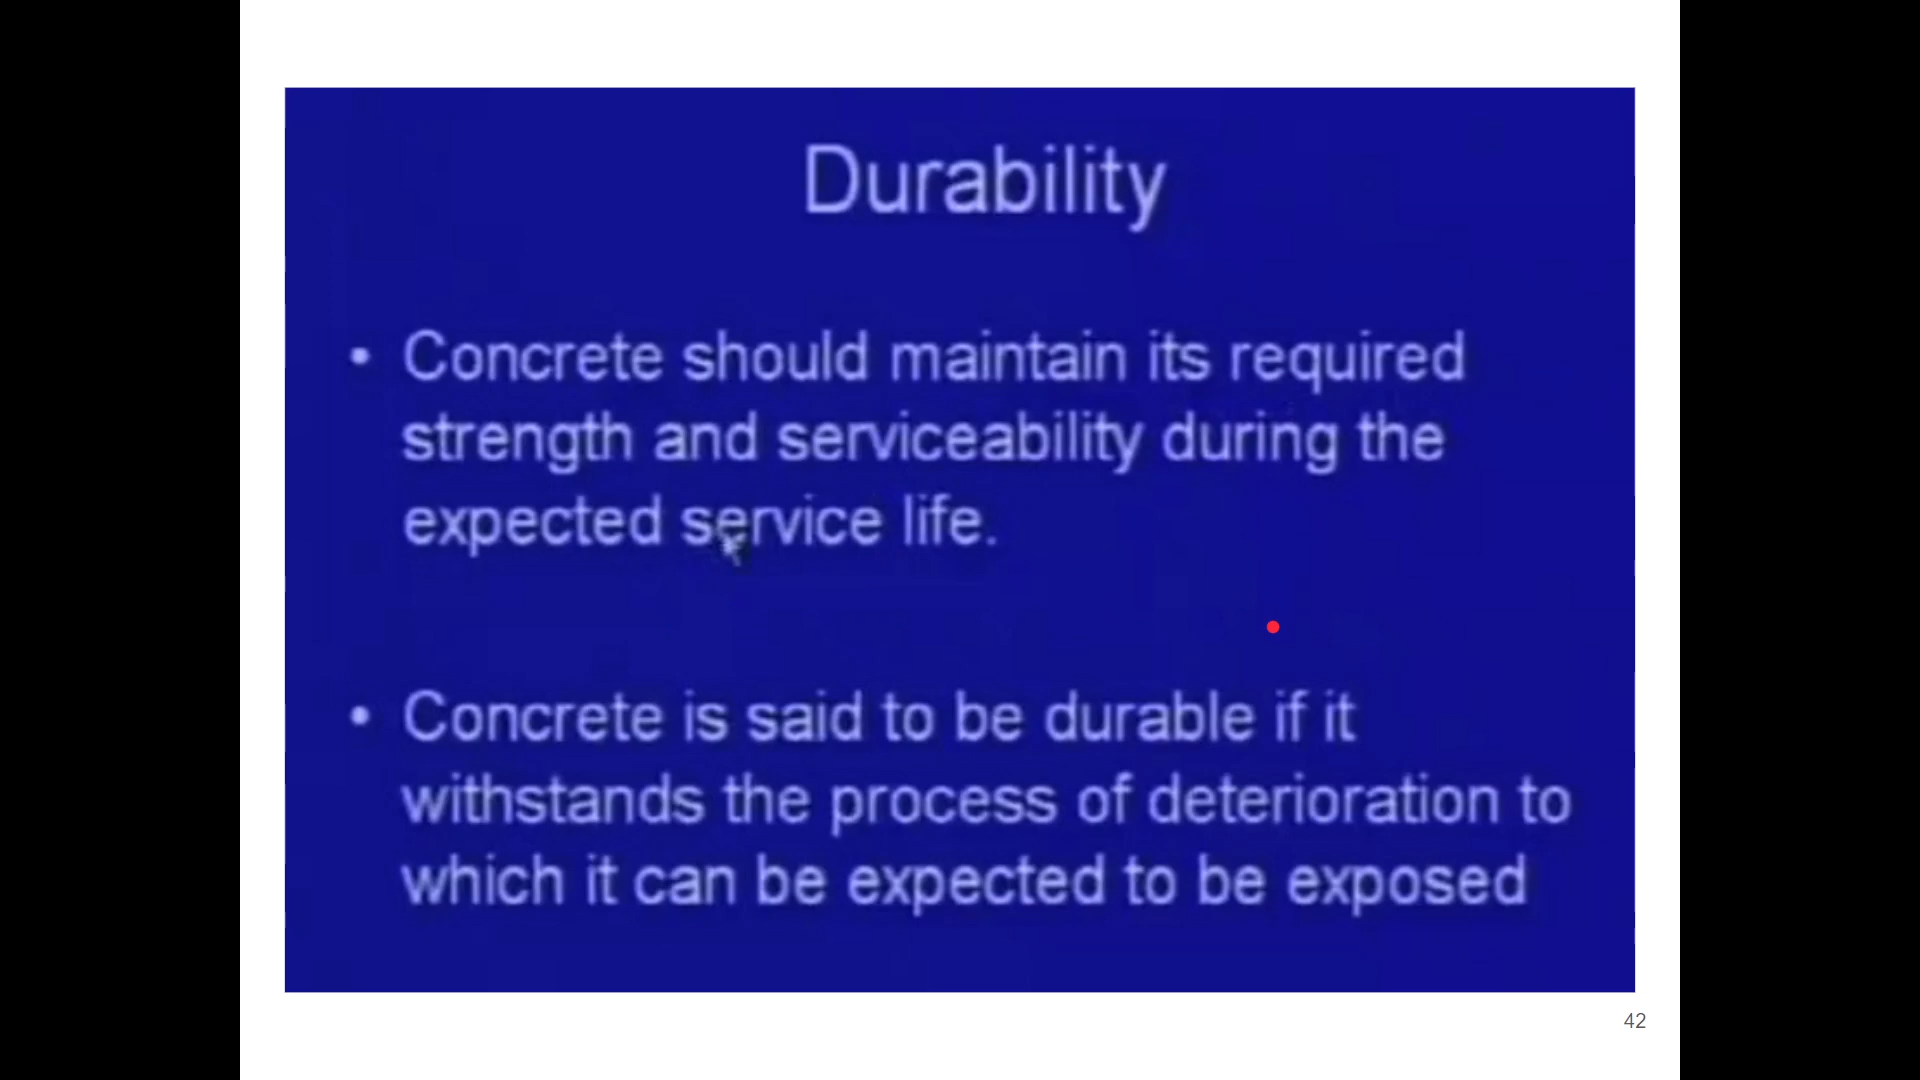 Durability
• Concrete should maintain its required
strength and serviceability during the
expected service life.
• Concrete is said to be durable if it
withstands the process of deterioration to
which it can be expected to be exposed
42